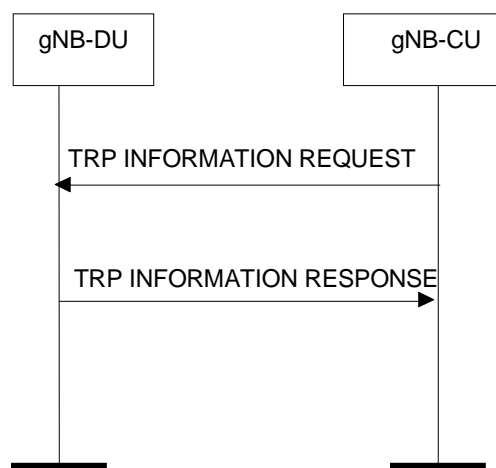 gNB-DU
gNB-CU
TRP INFORMATION REQUEST
TRP INFORMATION RESPONSE